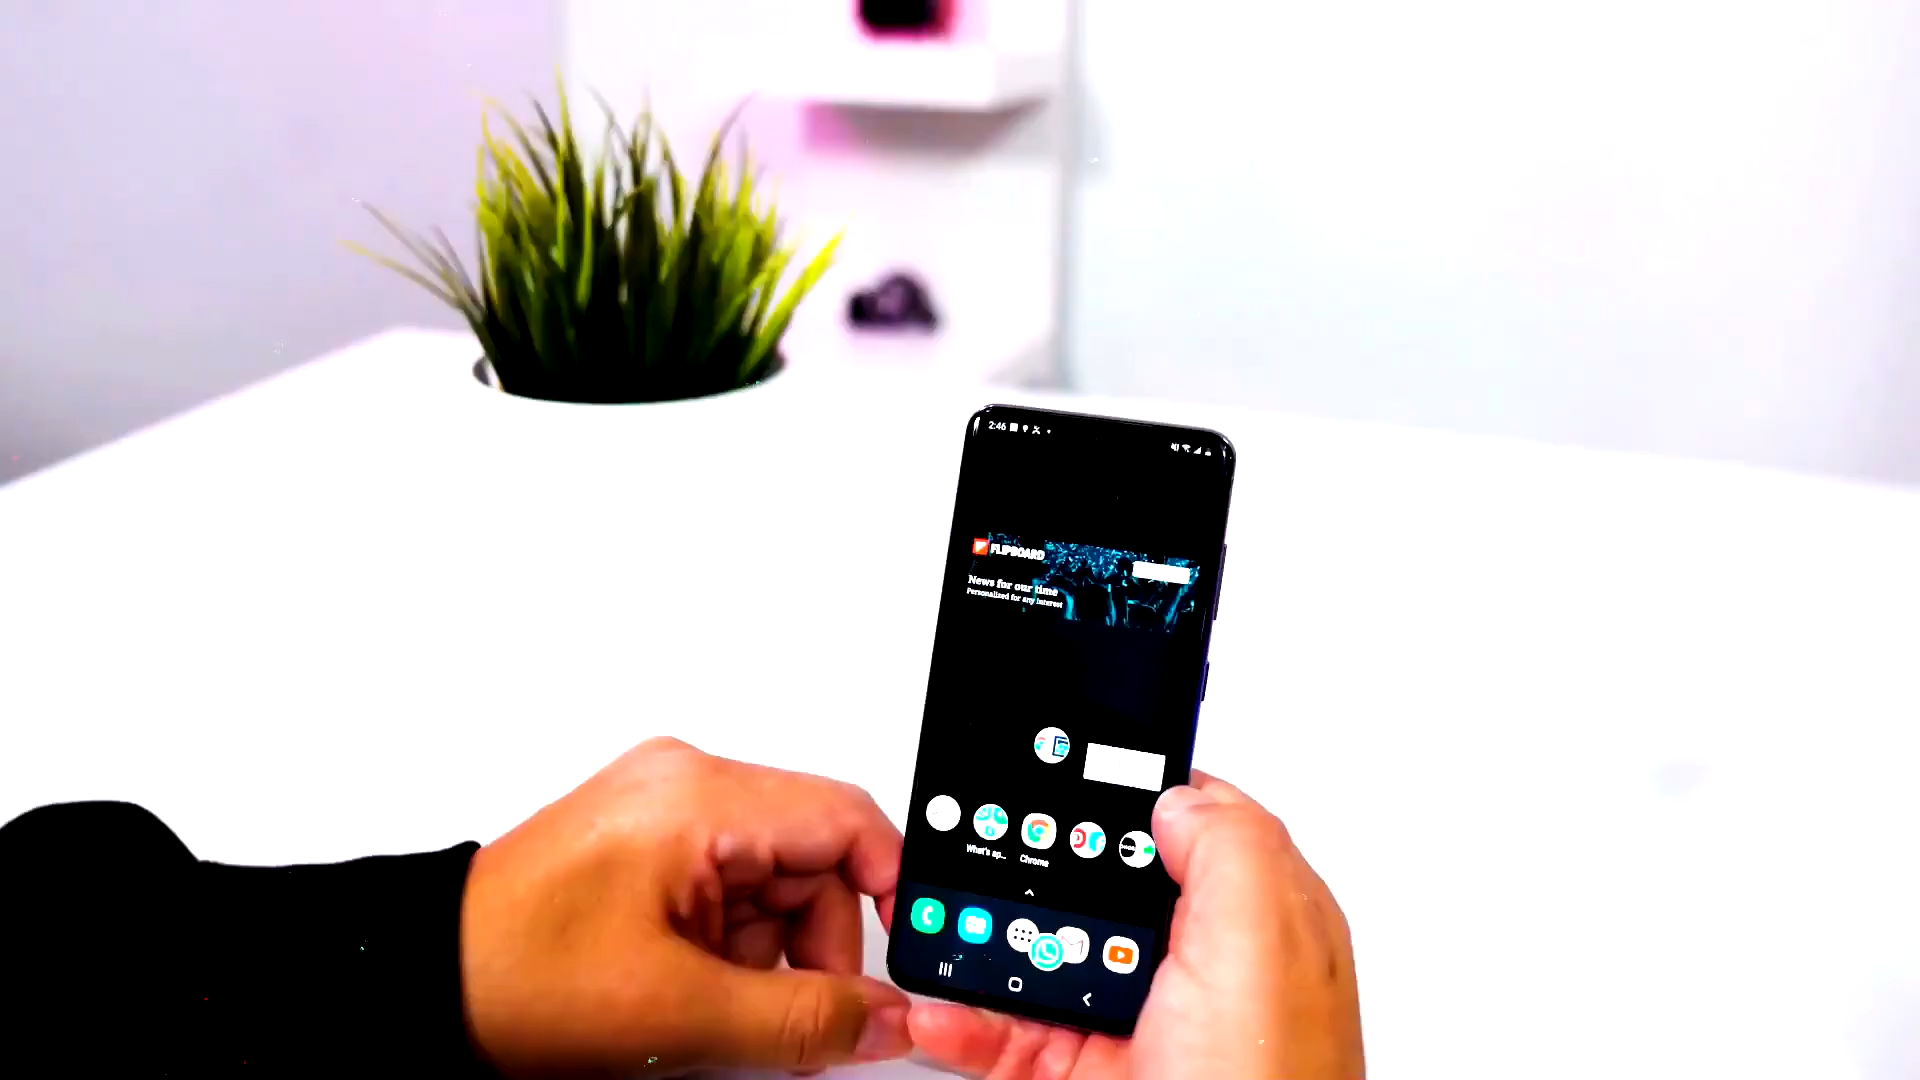 2:46
FLIPBOARD
News for our time
Personalized for any interest
What's ap...
Chrome